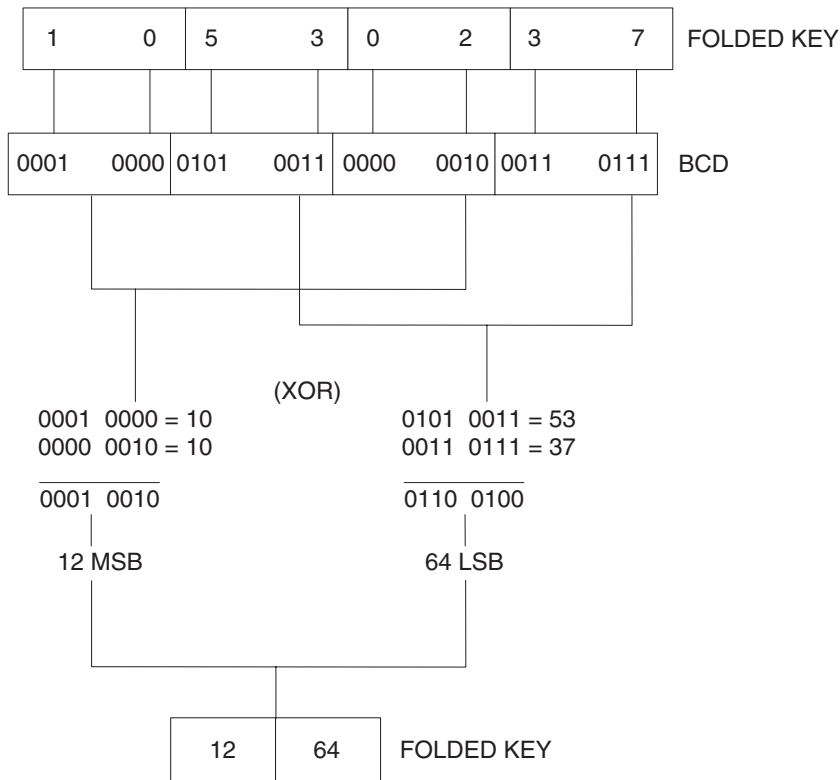 1 0 5 3 0 2 3 7 FOLDED KEY
0001 0000 0101 0011 0000 0010 0011 0111 BCD
(XOR)
0001 0000 = 10 0101 0011 = 53
0000 0010 = 10 0011 0111 = 37
0001 0010 0110 0100
12 MSB 64 LSB
12 64 FOLDED KEY